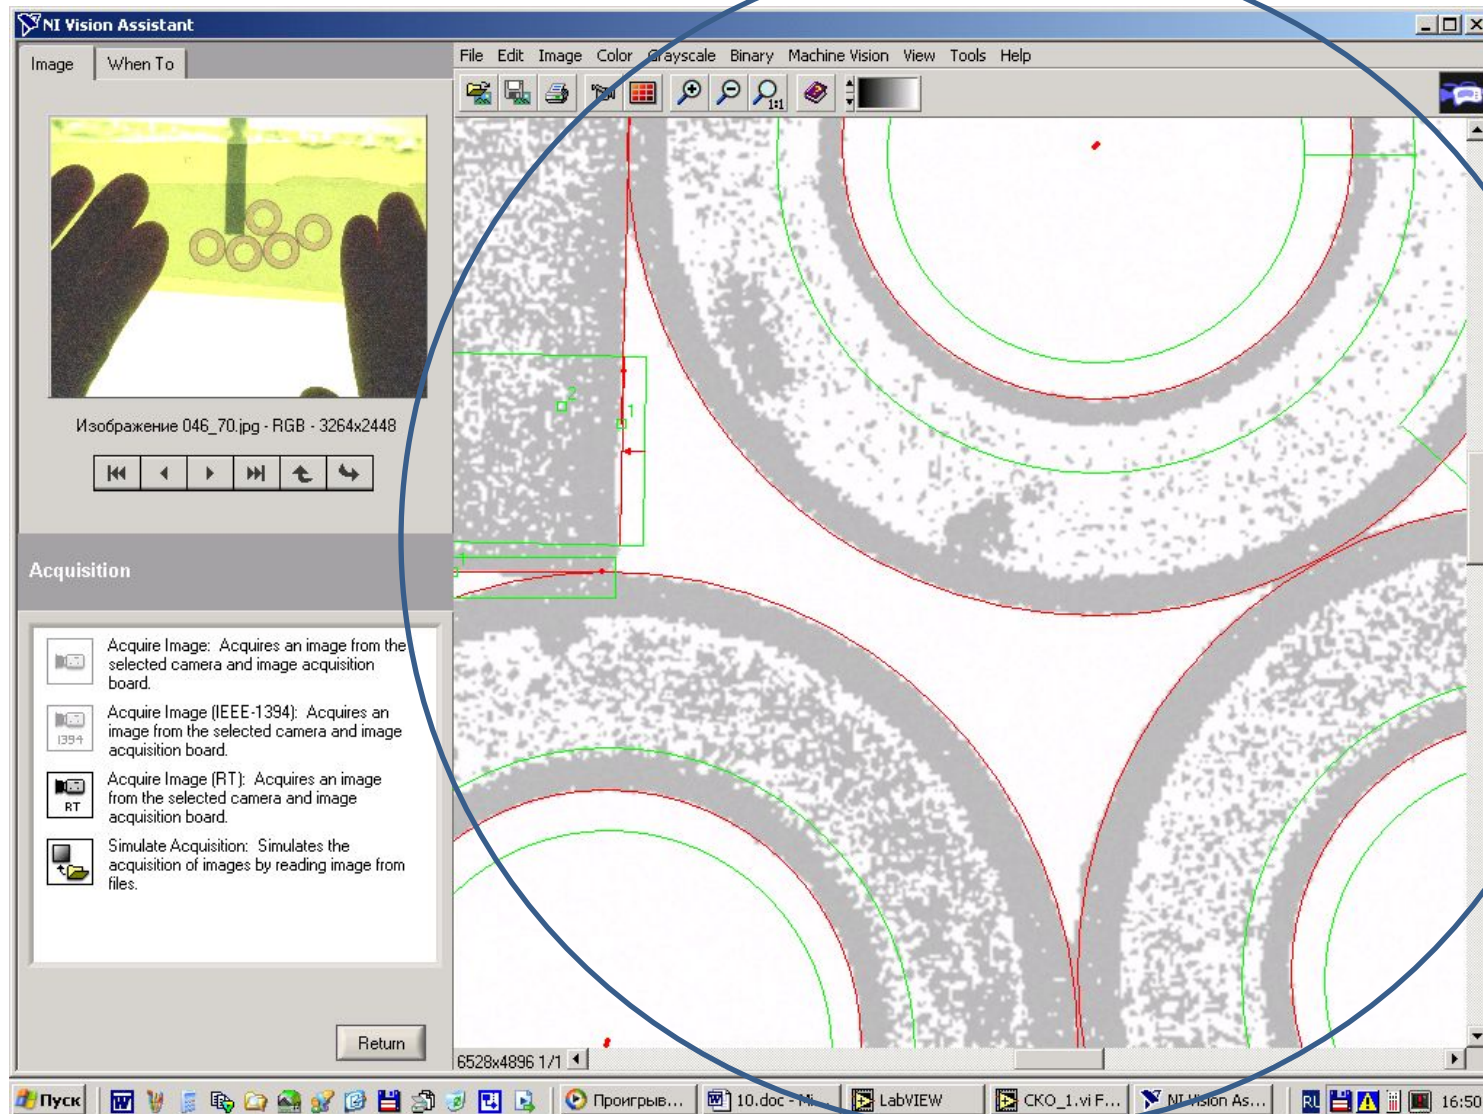 NI Vision Assistant
Image
When To
File Edit Image Color Grayscale Binary Machine Vision View Tools Help
1:1
Изображение 046_70.jpg - RGB - 3264x2448
2
1
1
Acquisition
Acquire Image: Acquires an image from the
selected camera and image acquisition
board.
Acquire Image (IEEE-1394): Acquires an
image from the selected camera and image
acquisition board.
1394
Acquire Image (RT): Acquires an image
from the selected camera and image
acquisition board.
RT
Simulate Acquisition: Simulates the
acquisition of images by reading image from
files.
Return
6528x4896 1/1
Пуск
Проигрыв...
10.doc - Mi...
LabVIEW
СКО_1.vi F...
NI Vision As...
RL
16:50